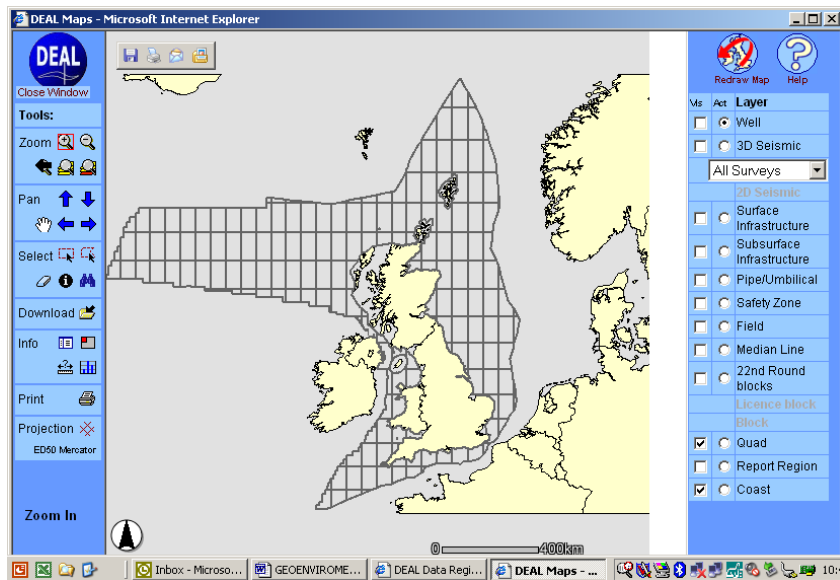 DEAL Maps - Microsoft Internet Explorer
DEAL
Close Window
Tools:
Zoom
Pan
Select
Download
Info
Print
Projection
ED50 Mercator
Zoom In
0 400km
Redraw Map Help
Vis Act Layer
Well
3D Seismic
All Surveys
2D Seismic
Surface
Infrastructure
Subsurface
Infrastructure
Pipe/Umbilical
Safety Zone
Field
Median Line
22nd Round
blocks
Licence block
Block
Quad
Report Region
Coast
Inbox - Microso...
GEOENVIROME...
DEAL Data Regi...
DEAL Maps - ...